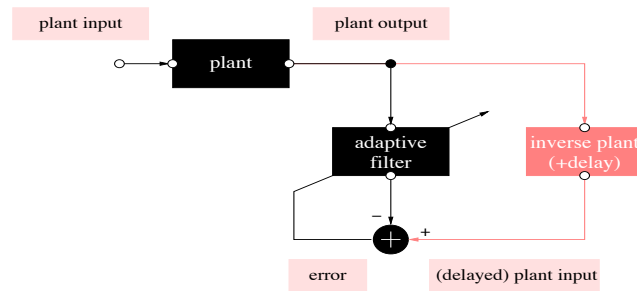 plant input
plant output
plant
adaptive
filter
inverse plant
(+delay)
− +
+
error
(delayed) plant input